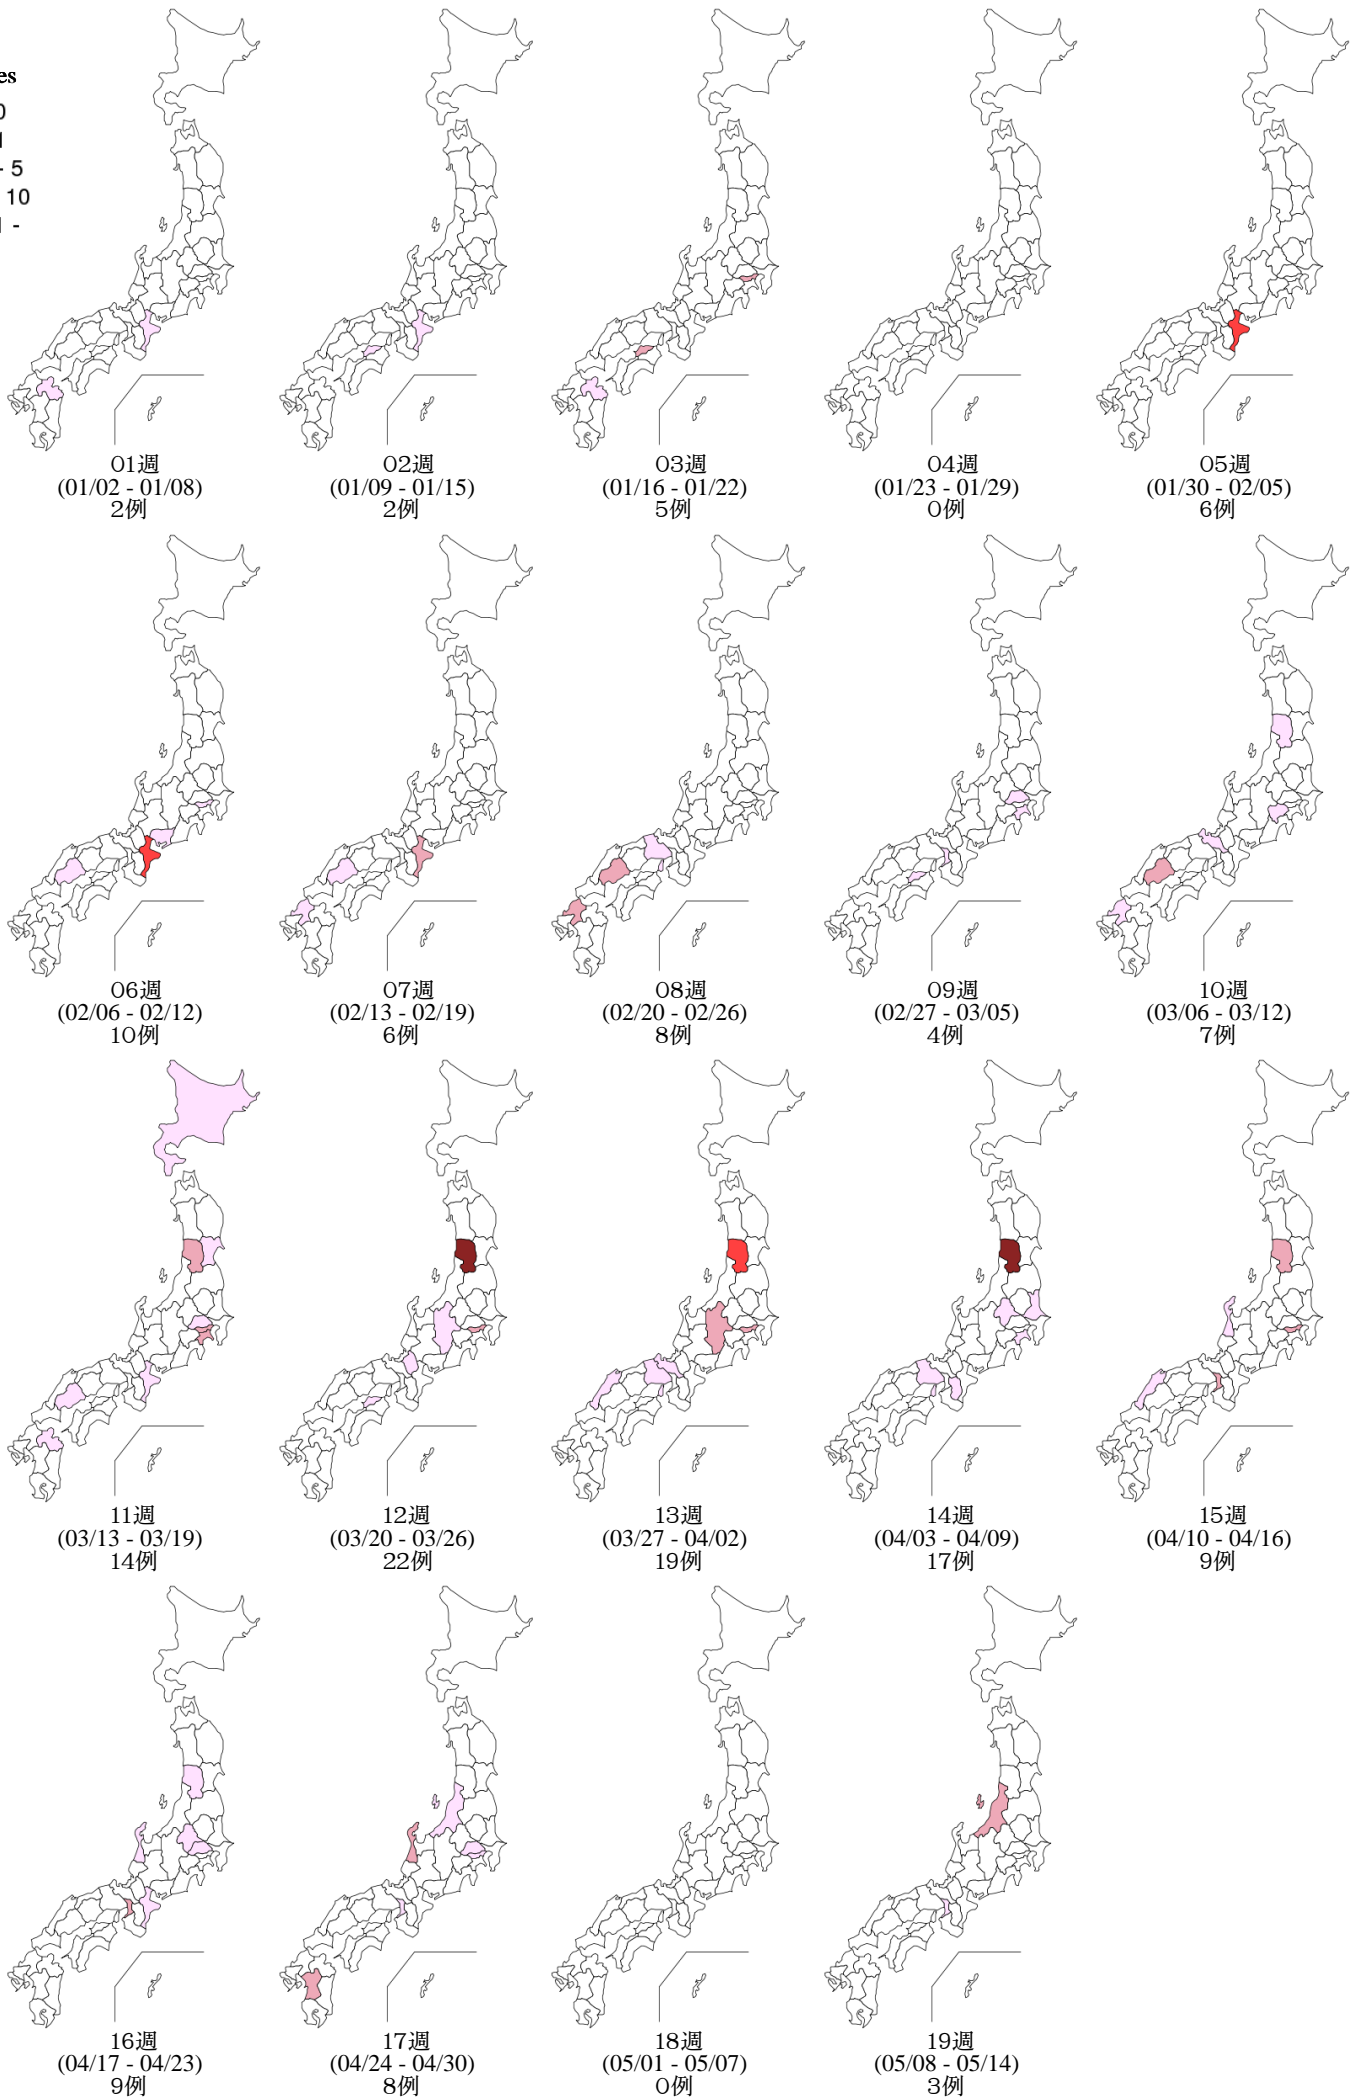 es
0
1
- 5
10
1 -
01週
(01/02 - 01/08)
2例
02週
(01/09 - 01/15)
2例
03週
(01/16 - 01/22)
5例
04週
(01/23 - 01/29)
0例
05週
(01/30 - 02/05)
6例
06週
(02/06 - 02/12)
10例
07週
(02/13 - 02/19)
6例
08週
(02/20 - 02/26)
8例
09週
(02/27 - 03/05)
4例
10週
(03/06 - 03/12)
7例
11週
(03/13 - 03/19)
14例
12週
(03/20 - 03/26)
22例
13週
(03/27 - 04/02)
19例
14週
(04/03 - 04/09)
17例
15週
(04/10 - 04/16)
9例
16週
(04/17 - 04/23)
9例
17週
(04/24 - 04/30)
8例
18週
(05/01 - 05/07)
0例
19週
(05/08 - 05/14)
3例